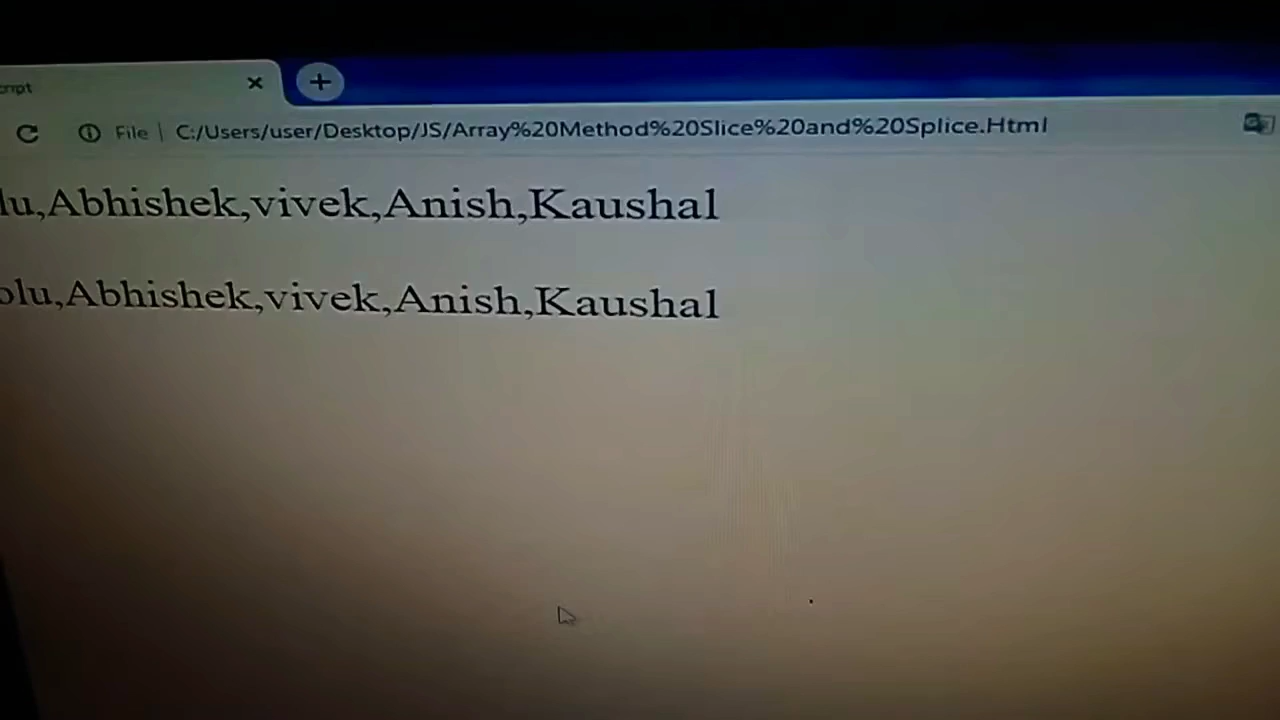 cript
File | C:/Users/user/Desktop/JS/Array%20Method%20Slice%20and%20Splice.Html
lu,Abhishek,vivek,Anish,Kaushal
olu,Abhishek,vivek,Anish,Kaushal